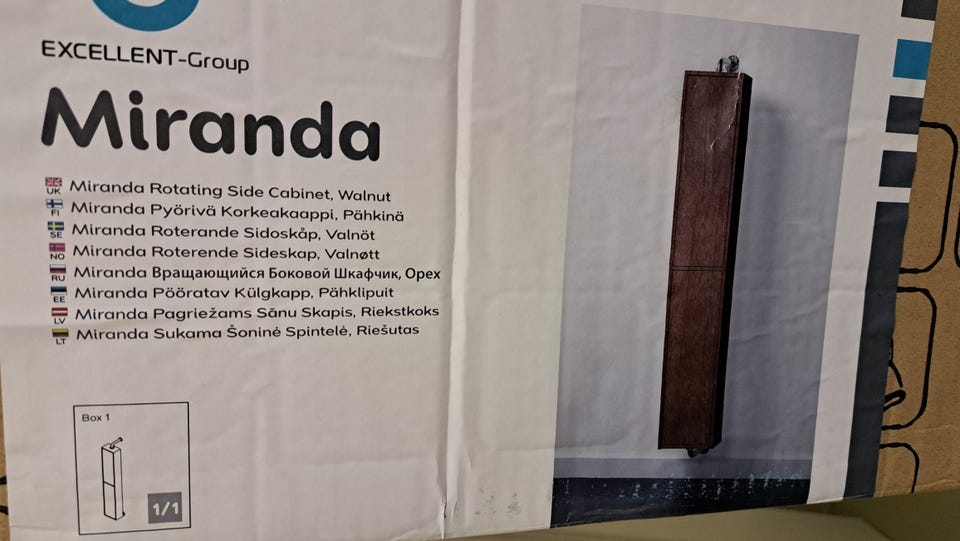 EXCELLENT-Group
Miranda
UK Miranda Rotating Side Cabinet, Walnut
FI Miranda Pyörivä Korkeakaappi, Pähkinä
SE Miranda Roterande Sidoskåp, Valnöt
NO Miranda Roterende Sideskap, Valnøtt
RU Miranda Вращающийся Боковой Шкафчик, Орех
EE Miranda Pööratav Külgkapp, Pähklipuit
LV Miranda Pagriežams Sānu Skapis, Riekstkoks
LT Miranda Sukama Šoninė Spintelė, Riešutas
Box 1
1/1